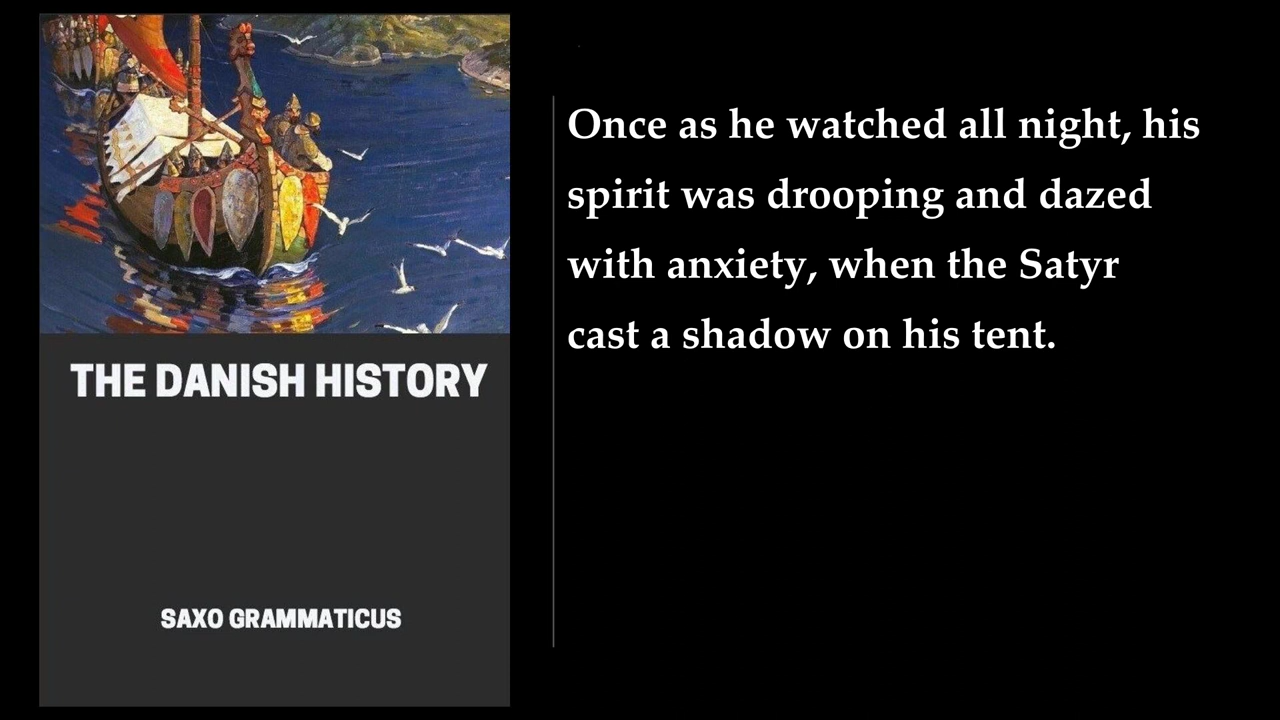 THE DANISH HISTORY
SAXO GRAMMATICUS
Once as he watched all night, his
spirit was drooping and dazed
with anxiety, when the Satyr
cast a shadow on his tent.